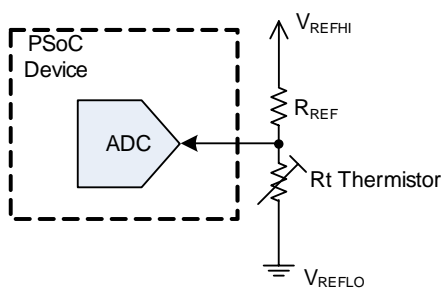 V_REFHI
PSoC
Device
R_REF
ADC
Rt Thermistor
V_REFLO